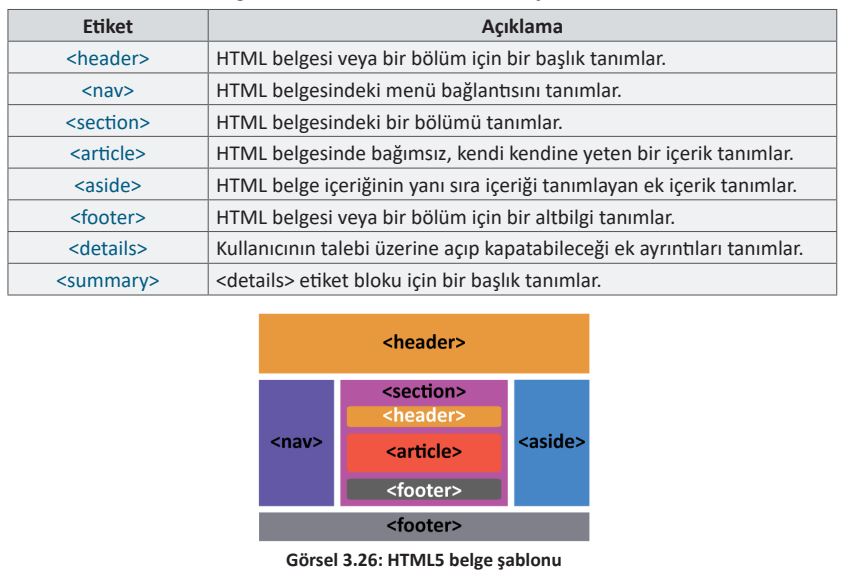 Etiket Açıklama
<header> HTML belgesi veya bir bölüm için bir başlık tanımlar.
<nav> HTML belgesindeki menü bağlantısını tanımlar.
<section> HTML belgesindeki bir bölümü tanımlar.
<article> HTML belgesinde bağımsız, kendi kendine yeten bir içerik tanımlar.
<aside> HTML belge içeriğinin yanı sıra içeriği tanımlayan ek içerik tanımlar.
<footer> HTML belgesi veya bir bölüm için bir altbilgi tanımlar.
<details> Kullanıcının talebi üzerine açıp kapatabileceği ek ayrıntıları tanımlar.
<summary> <details> etiket bloku için bir başlık tanımlar.
<header>
<section>
<header>
<nav> <article> <aside>
<footer>
<footer>
Görsel 3.26: HTML5 belge şablonu